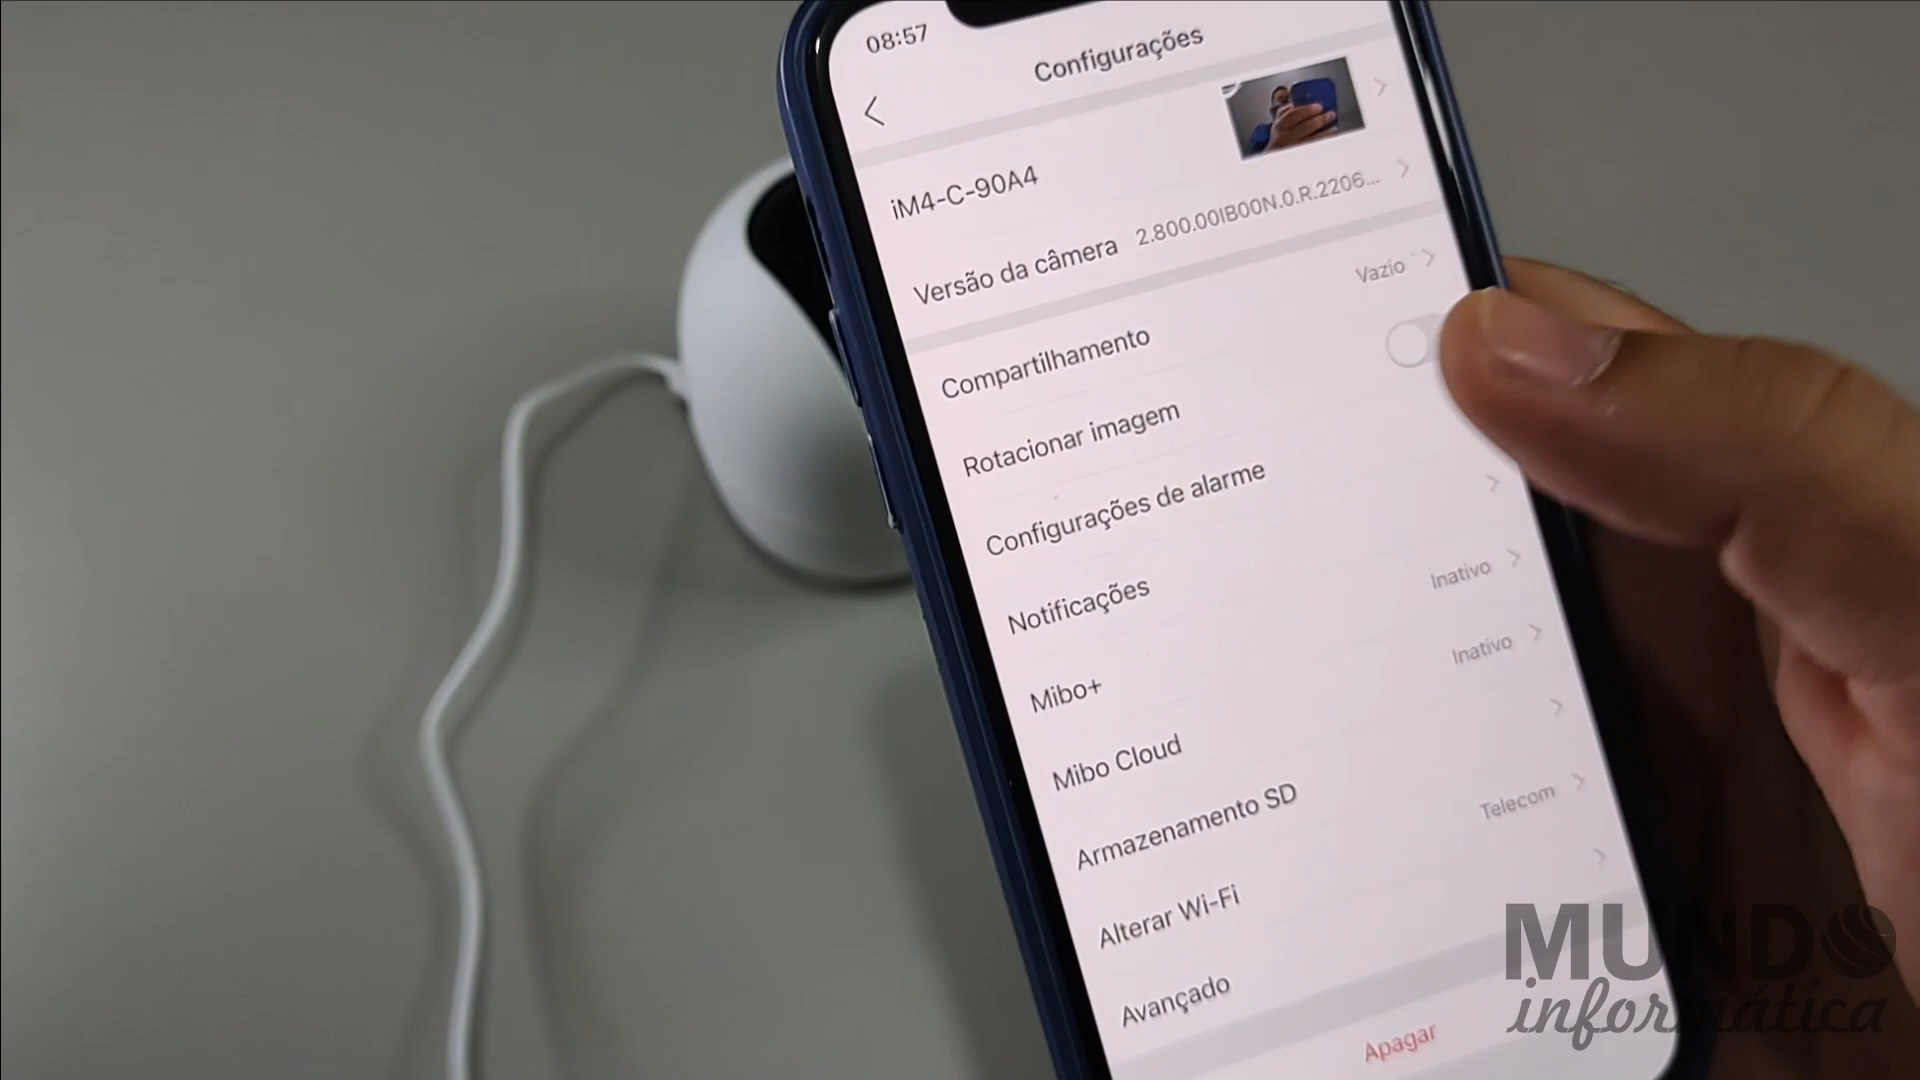 08:57
Configurações
iM4-C-90A4
Versão da câmera 2.800.00IB00N.0.R.2206...
Compartilhamento Vazio
Rotacionar imagem
Configurações de alarme
Notificações
Mibo+ Inativo
Mibo Cloud Inativo
Armazenamento SD
Alterar Wi-Fi Telecom
Avançado
Apagar
MUNDO
informática